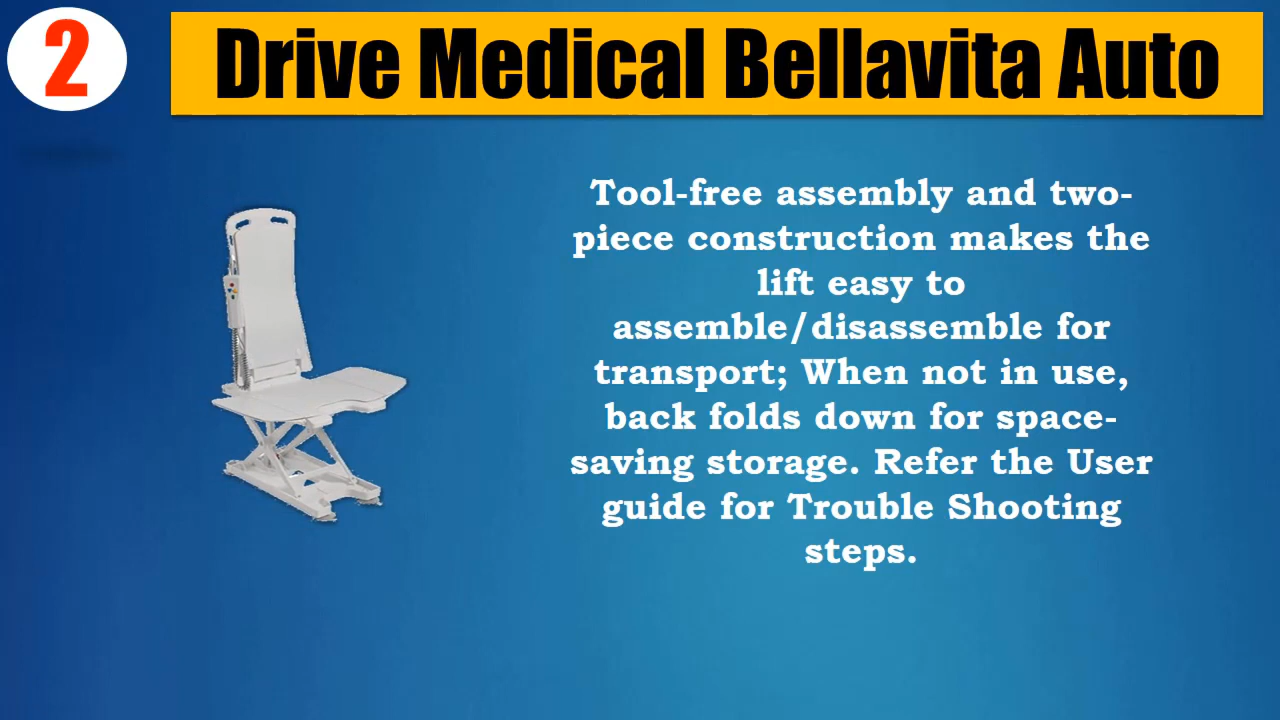 2
Drive Medical Bellavita Auto
Tool-free assembly and two-
piece construction makes the
lift easy to
assemble/disassemble for
transport; When not in use,
back folds down for space-
saving storage. Refer the User
guide for Trouble Shooting
steps.